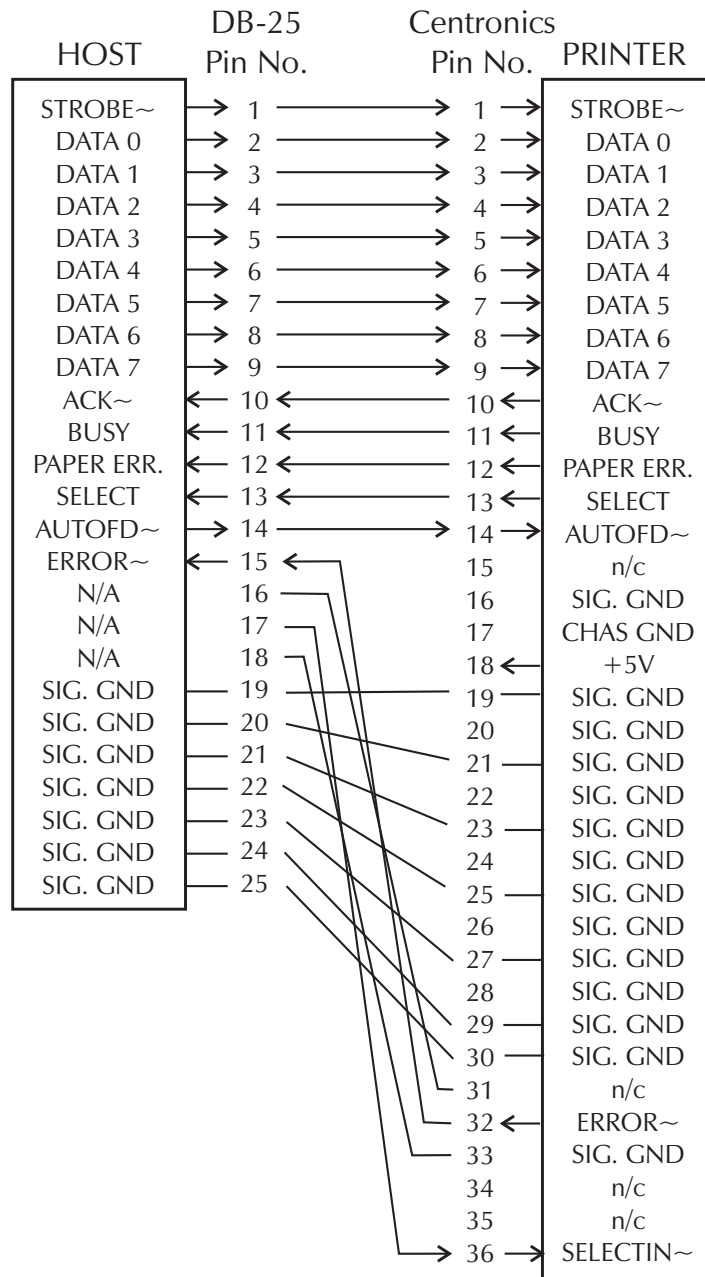 DB-25 Centronics
HOST Pin No. Pin No. PRINTER
STROBE~ 1 1 STROBE~
DATA 0 2 2 DATA 0
DATA 1 3 3 DATA 1
DATA 2 4 4 DATA 2
DATA 3 5 5 DATA 3
DATA 4 6 6 DATA 4
DATA 5 7 7 DATA 5
DATA 6 8 8 DATA 6
DATA 7 9 9 DATA 7
ACK~ 10 10 ACK~
BUSY 11 11 BUSY
PAPER ERR. 12 12 PAPER ERR.
SELECT 13 13 SELECT
AUTOFD~ 14 14 AUTOFD~
ERROR~ 15 15 n/c
N/A 16 16 SIG. GND
N/A 17 17 CHAS GND
N/A 18 18 +5V
SIG. GND 19 19 SIG. GND
SIG. GND 20 20 SIG. GND
SIG. GND 21 21 SIG. GND
SIG. GND 22 22 SIG. GND
SIG. GND 23 23 SIG. GND
SIG. GND 24 24 SIG. GND
SIG. GND 25 25 SIG. GND
26 SIG. GND
27 SIG. GND
28 SIG. GND
29 SIG. GND
30 SIG. GND
31 n/c
32 ERROR~
33 SIG. GND
34 n/c
35 n/c
36 SELECTIN~